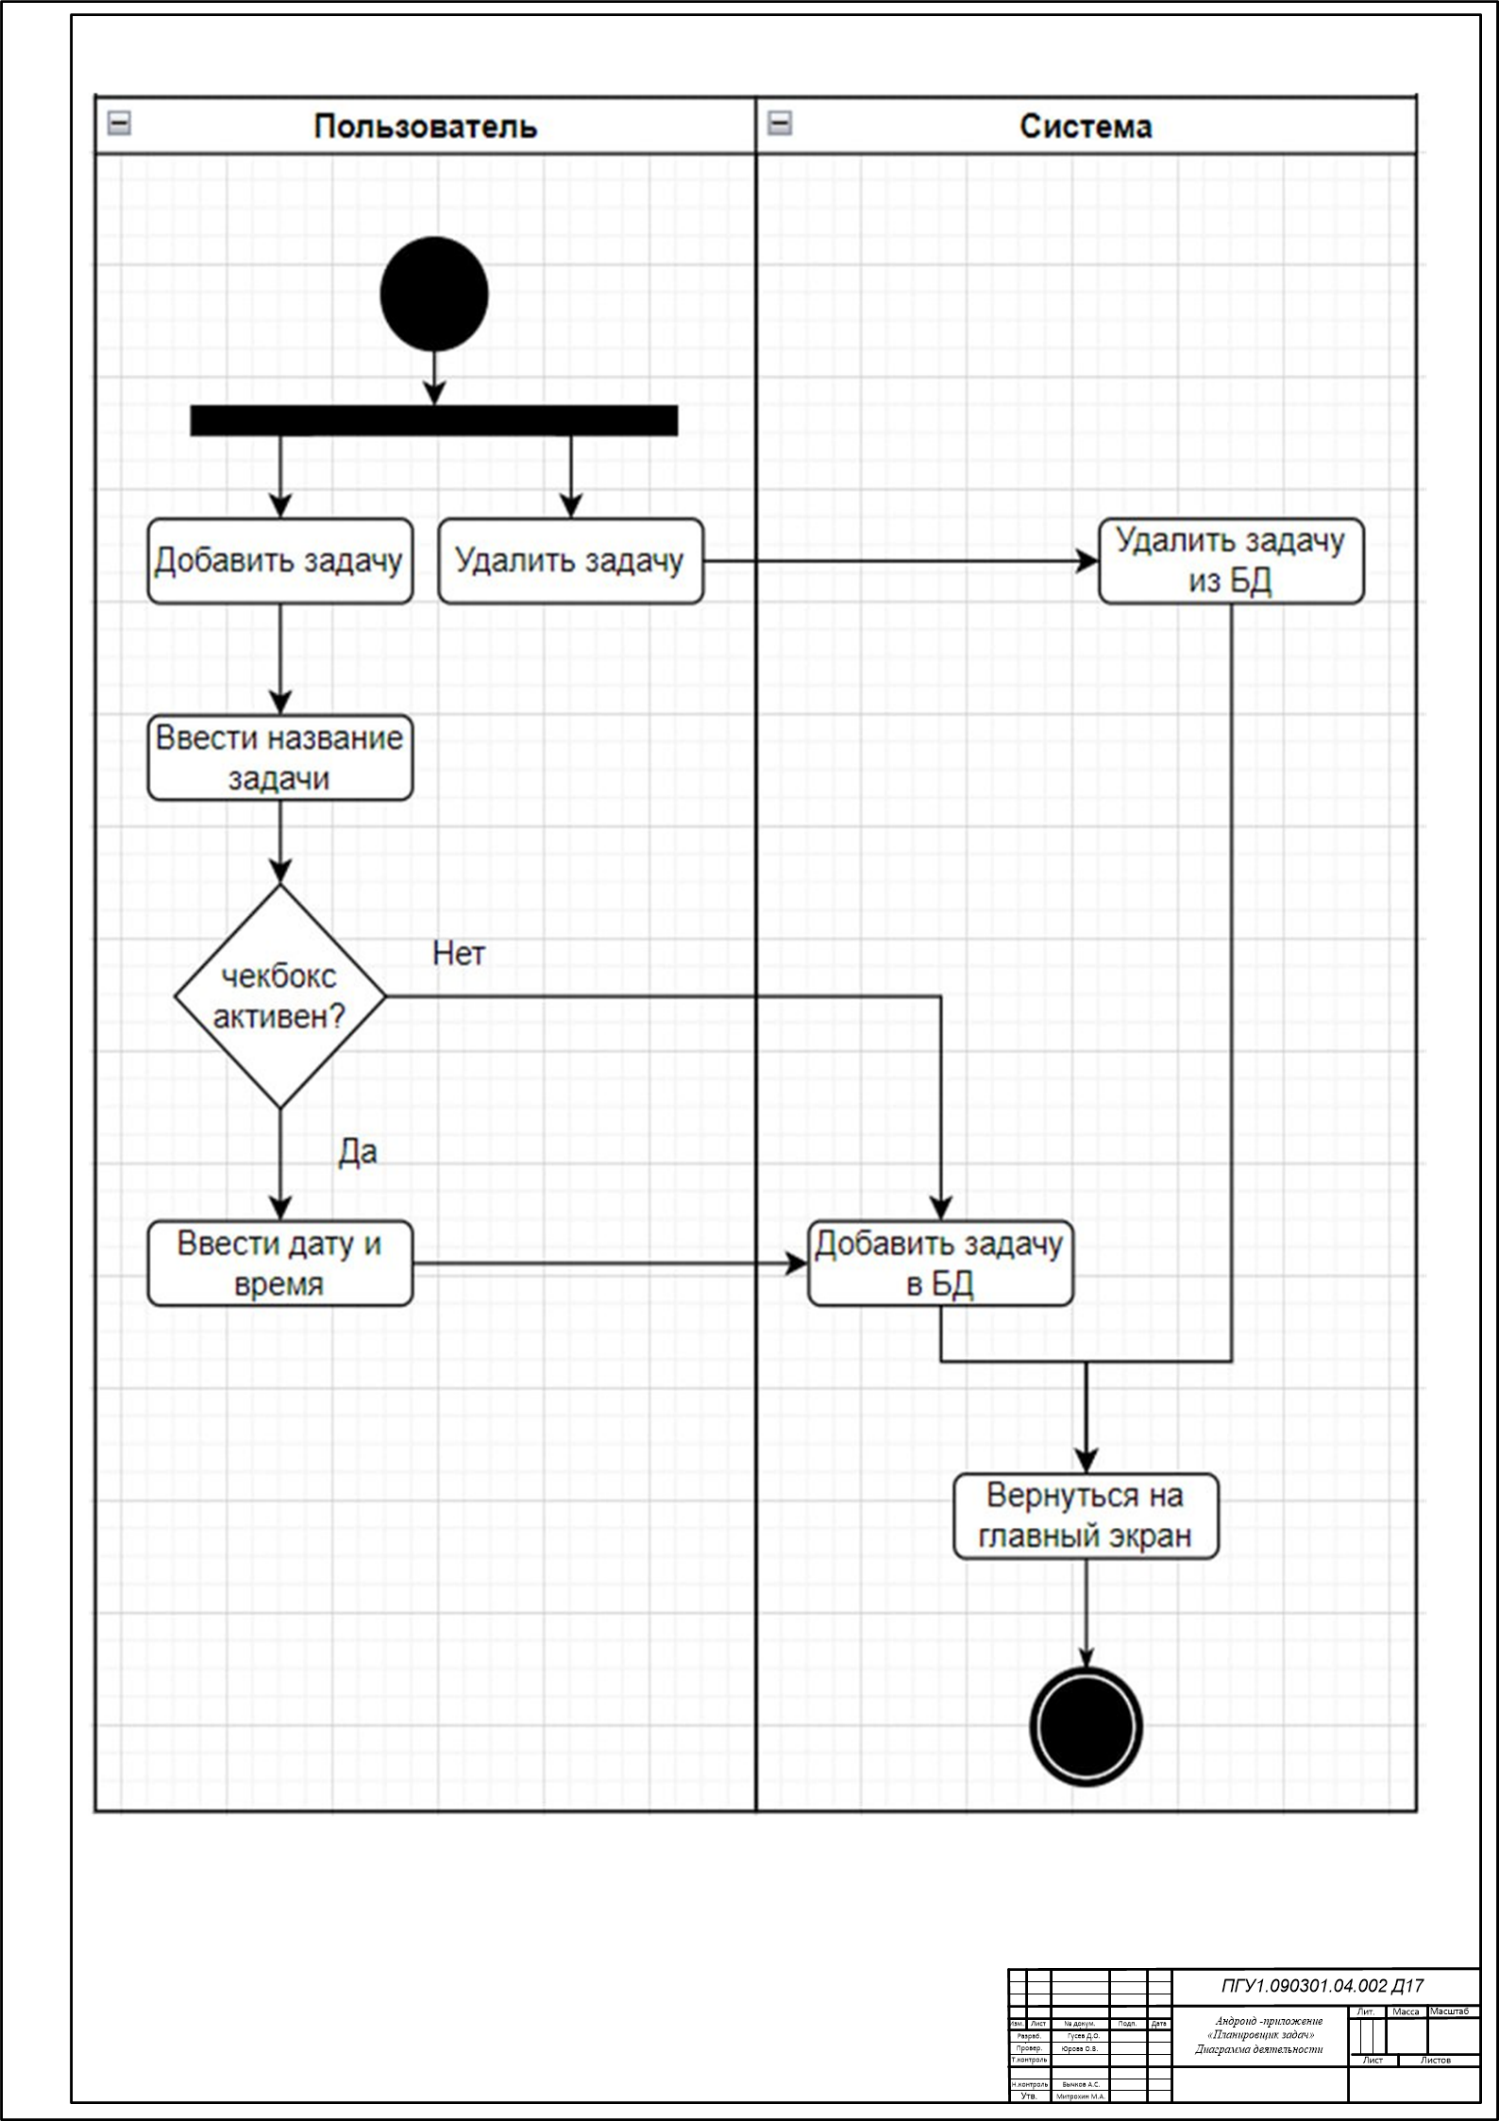 Пользователь
Система
Добавить задачу
Удалить задачу
Удалить задачу
из БД
Ввести название
задачи
чекбокс
активен?
Нет
Да
Ввести дату и
время
Добавить задачу
в БД
Вернуться на
главный экран
ПГУ1.090301.04.002 Д17
Андроид -приложение
«Планировщик задач»
Диаграмма деятельности
Лит. Масса Масштаб
Изм. Лист № докум. Подп. Дата
Разраб. Гусев Д.О.
Провер. Юрова О.В.
Т.контроль
Лист Листов
Н.контроль Бычков А.С.
Утв. Митрохин М.А.